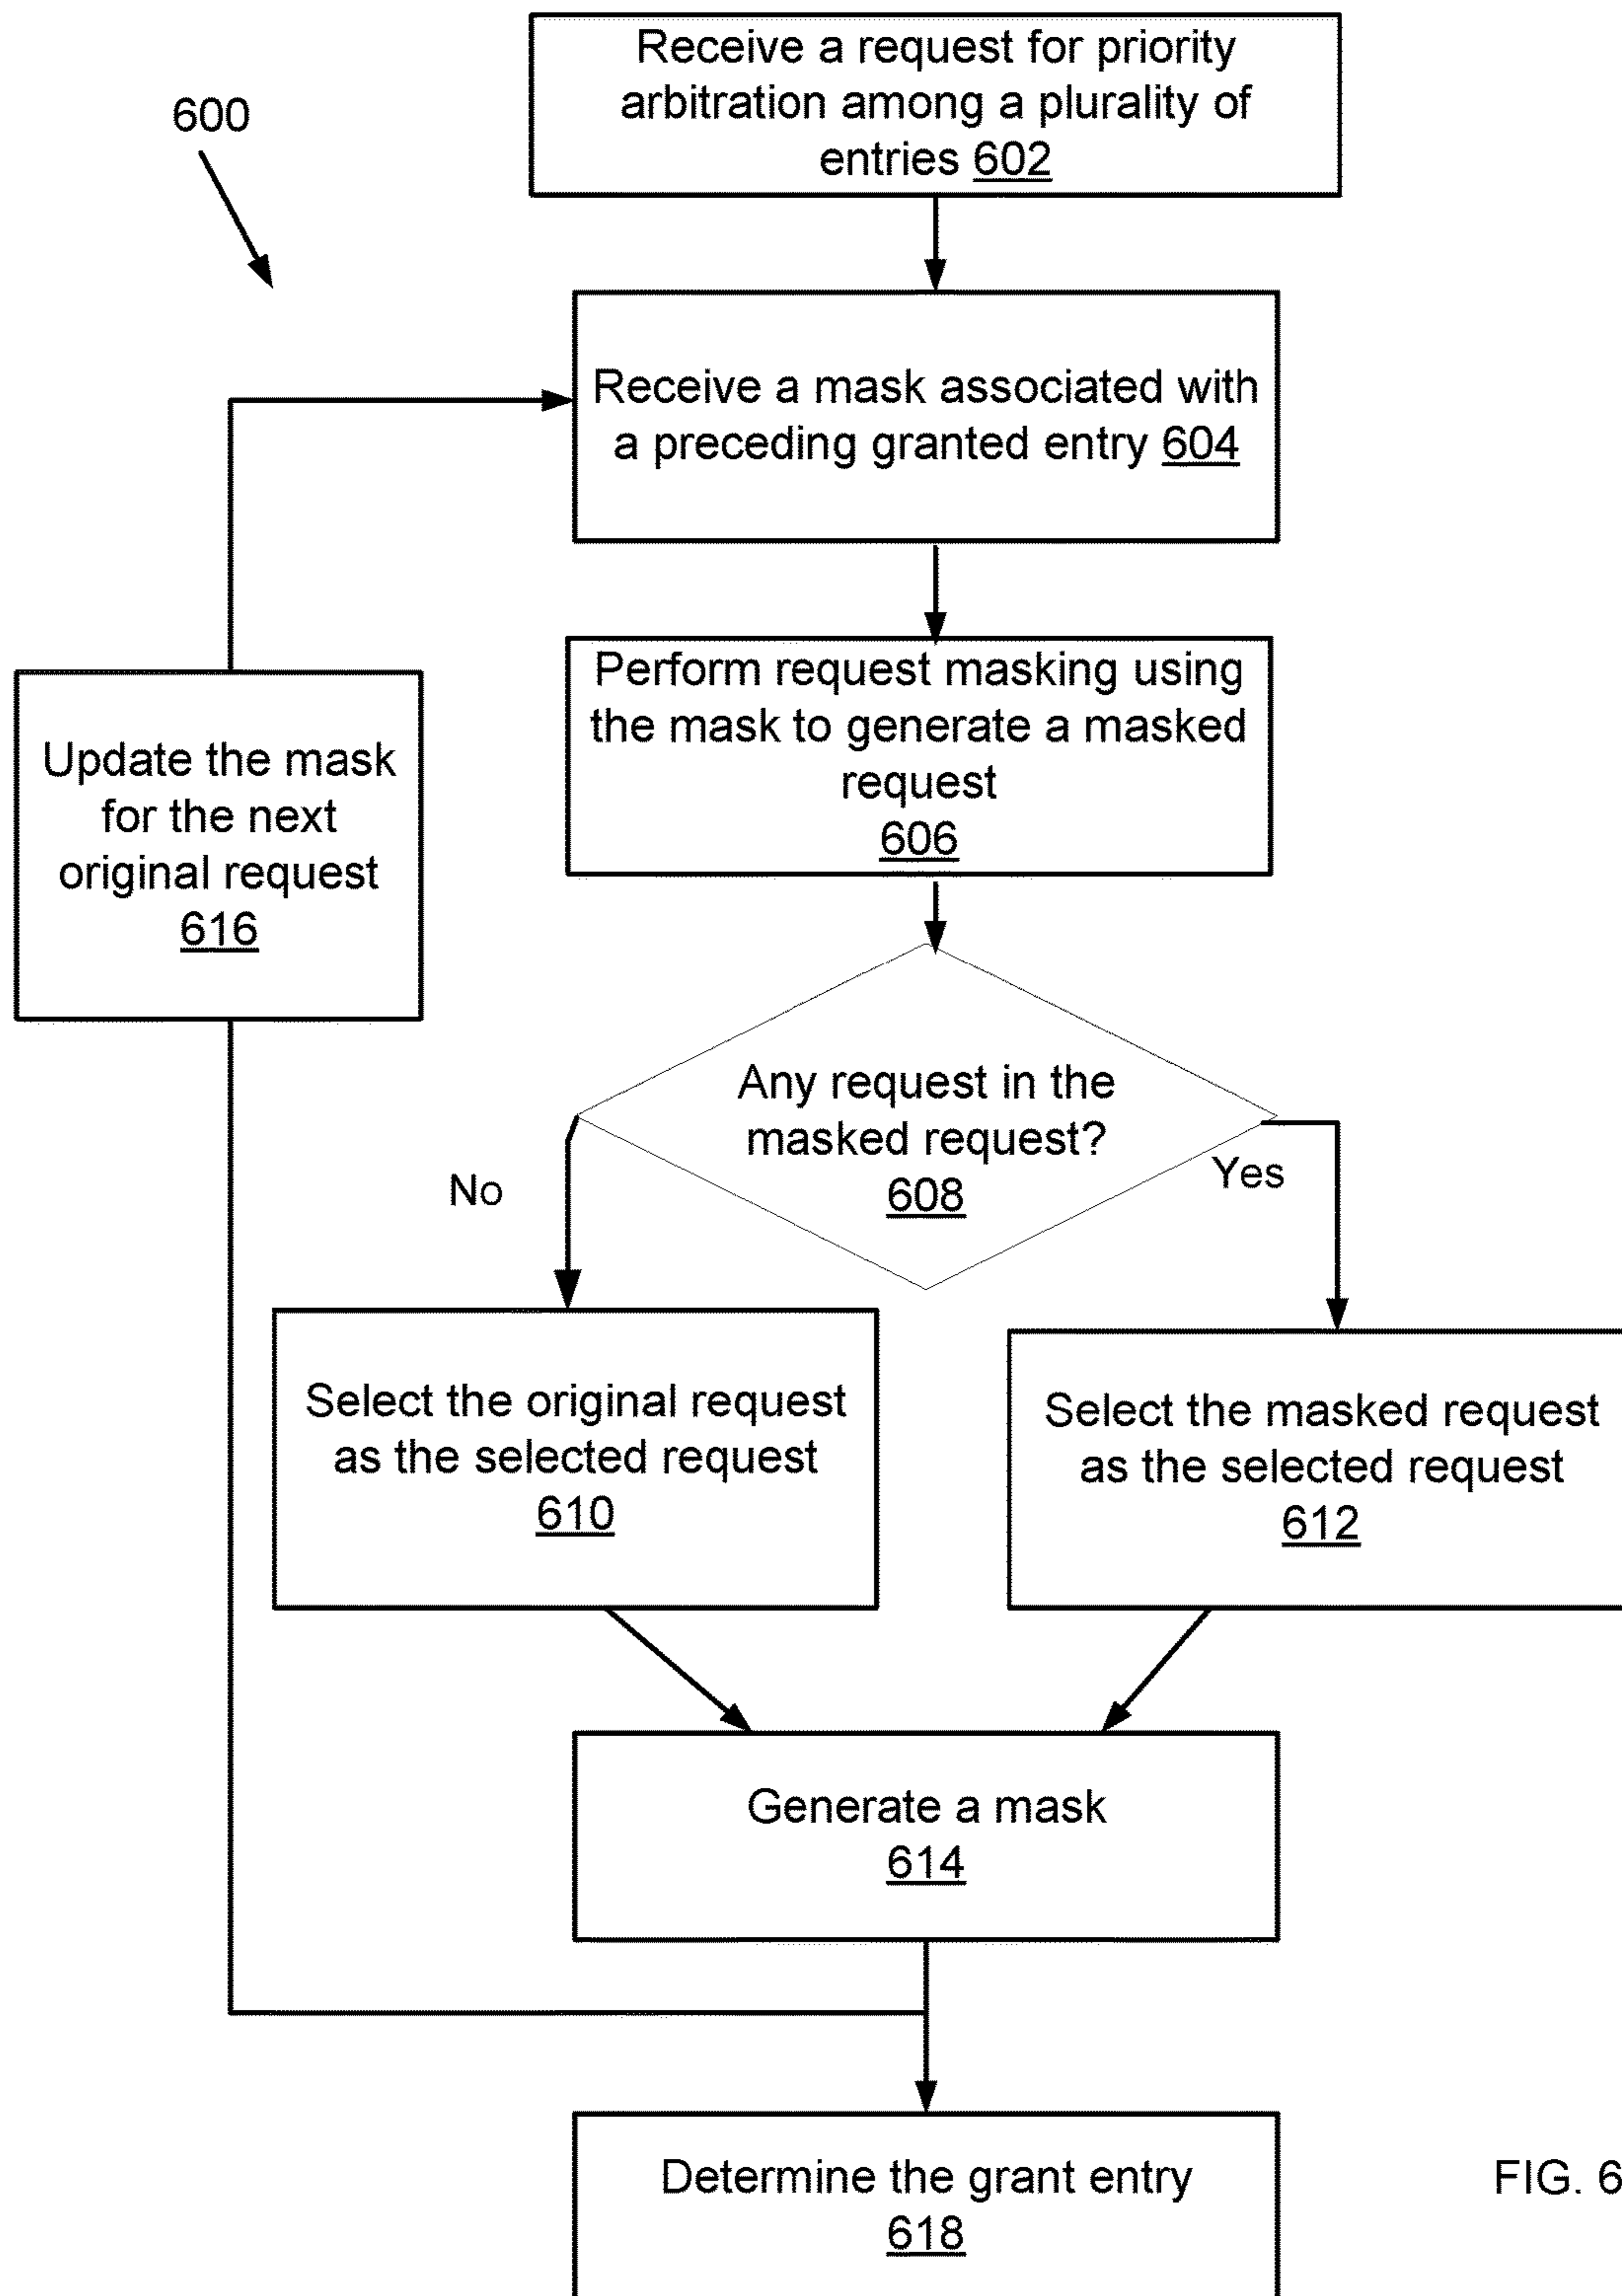 Receive a request for priority
arbitration among a plurality of
entries 602
600
Receive a mask associated with
a preceding granted entry 604
Perform request masking using
the mask to generate a masked
request
606
Update the mask
for the next
original request
616
Any request in the
masked request?
608
No
Yes
Select the original request
as the selected request
610
Select the masked request
as the selected request
612
Generate a mask
614
Determine the grant entry
618
FIG. 6